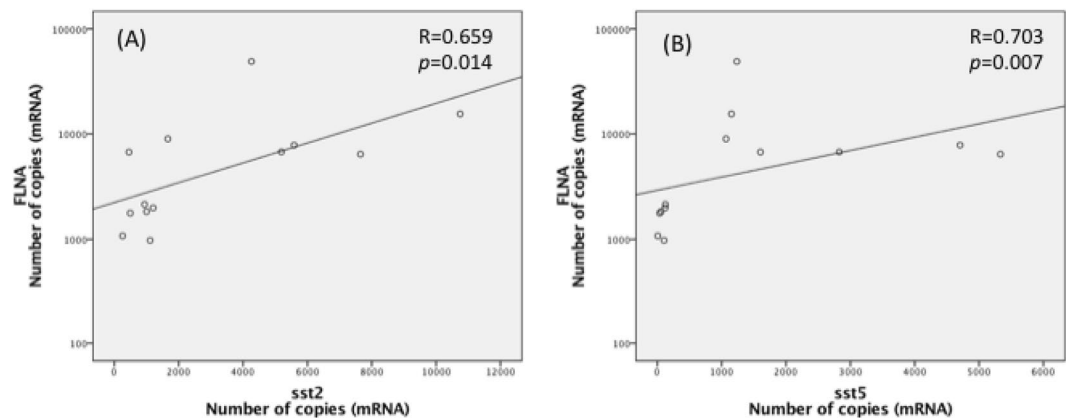 (A)
R=0.659
p=0.014
100000
10000
1000
100
FLNA
Number of copies (mRNA)
0 2000 4000 6000 8000 10000 12000
sst2
Number of copies (mRNA)
(B)
R=0.703
p=0.007
100000
10000
1000
100
FLNA
Number of copies (mRNA)
0 1000 2000 3000 4000 5000 6000
sst5
Number of copies (mRNA)